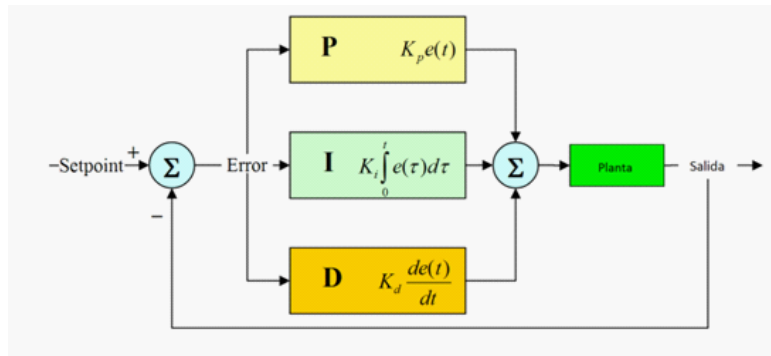 P K_p e(t)
–Setpoint
+
Σ
Error
I K_i ∫_0^t e(τ)dτ
Σ
Planta
Salida
–
D K_d de(t)/dt